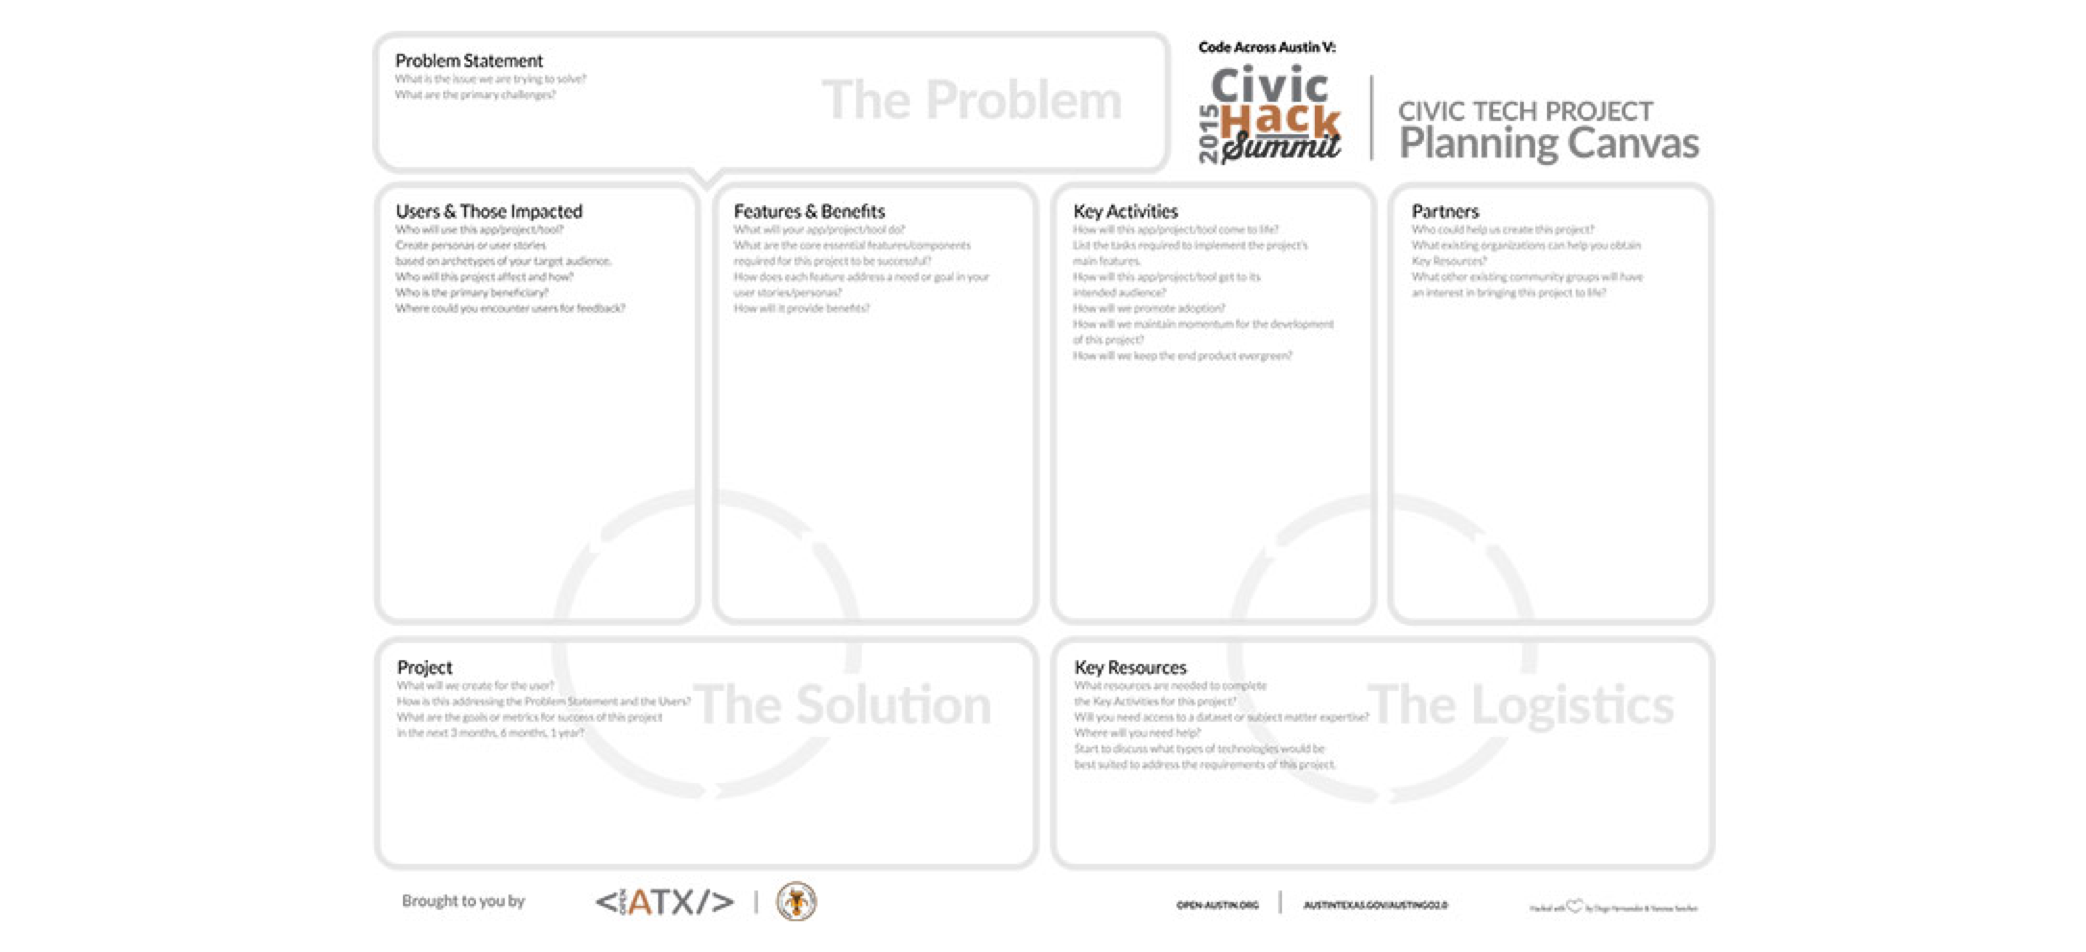 Problem Statement
What is the issue we are trying to solve?
What are the primary challenges?
The Problem
Code Across Austin V:
2015
Civic
Hack
Summit
CIVIC TECH PROJECT
Planning Canvas
Users & Those Impacted
Who will use this app/project/tool?
Create personas or user stories
based on archetypes of your target audience.
Who will this project affect and how?
Who is the primary beneficiary?
Where could you encounter users for feedback?
Features & Benefits
What will your app/project/tool do?
What are the core essential features/components
required for this project to be successful?
How does each feature address a need or goal in your
user stories/personas?
How will it provide benefits?
Key Activities
How will this app/project/tool come to life?
List the tasks required to implement the project's
main features.
How will this app/project/tool get to its
intended audience?
How will we promote adoption?
How will we maintain momentum for the development
of this project?
How will we keep the end product evergreen?
Partners
Who could help us create this project?
What existing organizations can help you obtain
Key Resources?
What other existing community groups will have
an interest in bringing this project to life?
Project
What will we create for the user?
How is this addressing the Problem Statement and the Users?
What are the goals or metrics for success of this project
in the next 3 months, 6 months, 1 year?
The Solution
Key Resources
What resources are needed to complete
the Key Activities for this project?
Will you need access to a dataset or subject matter expertise?
Where will you need help?
Start to discuss what types of technologies would be
best suited to address the requirements of this project.
The Logistics
Brought to you by
<OPEN ATX/>
OPEN-AUSTIN.ORG
AUSTINTEXAS.GOV/AUSTINGO2.0
Hacked with by Diego Hernandez & Vanessa Sanchez